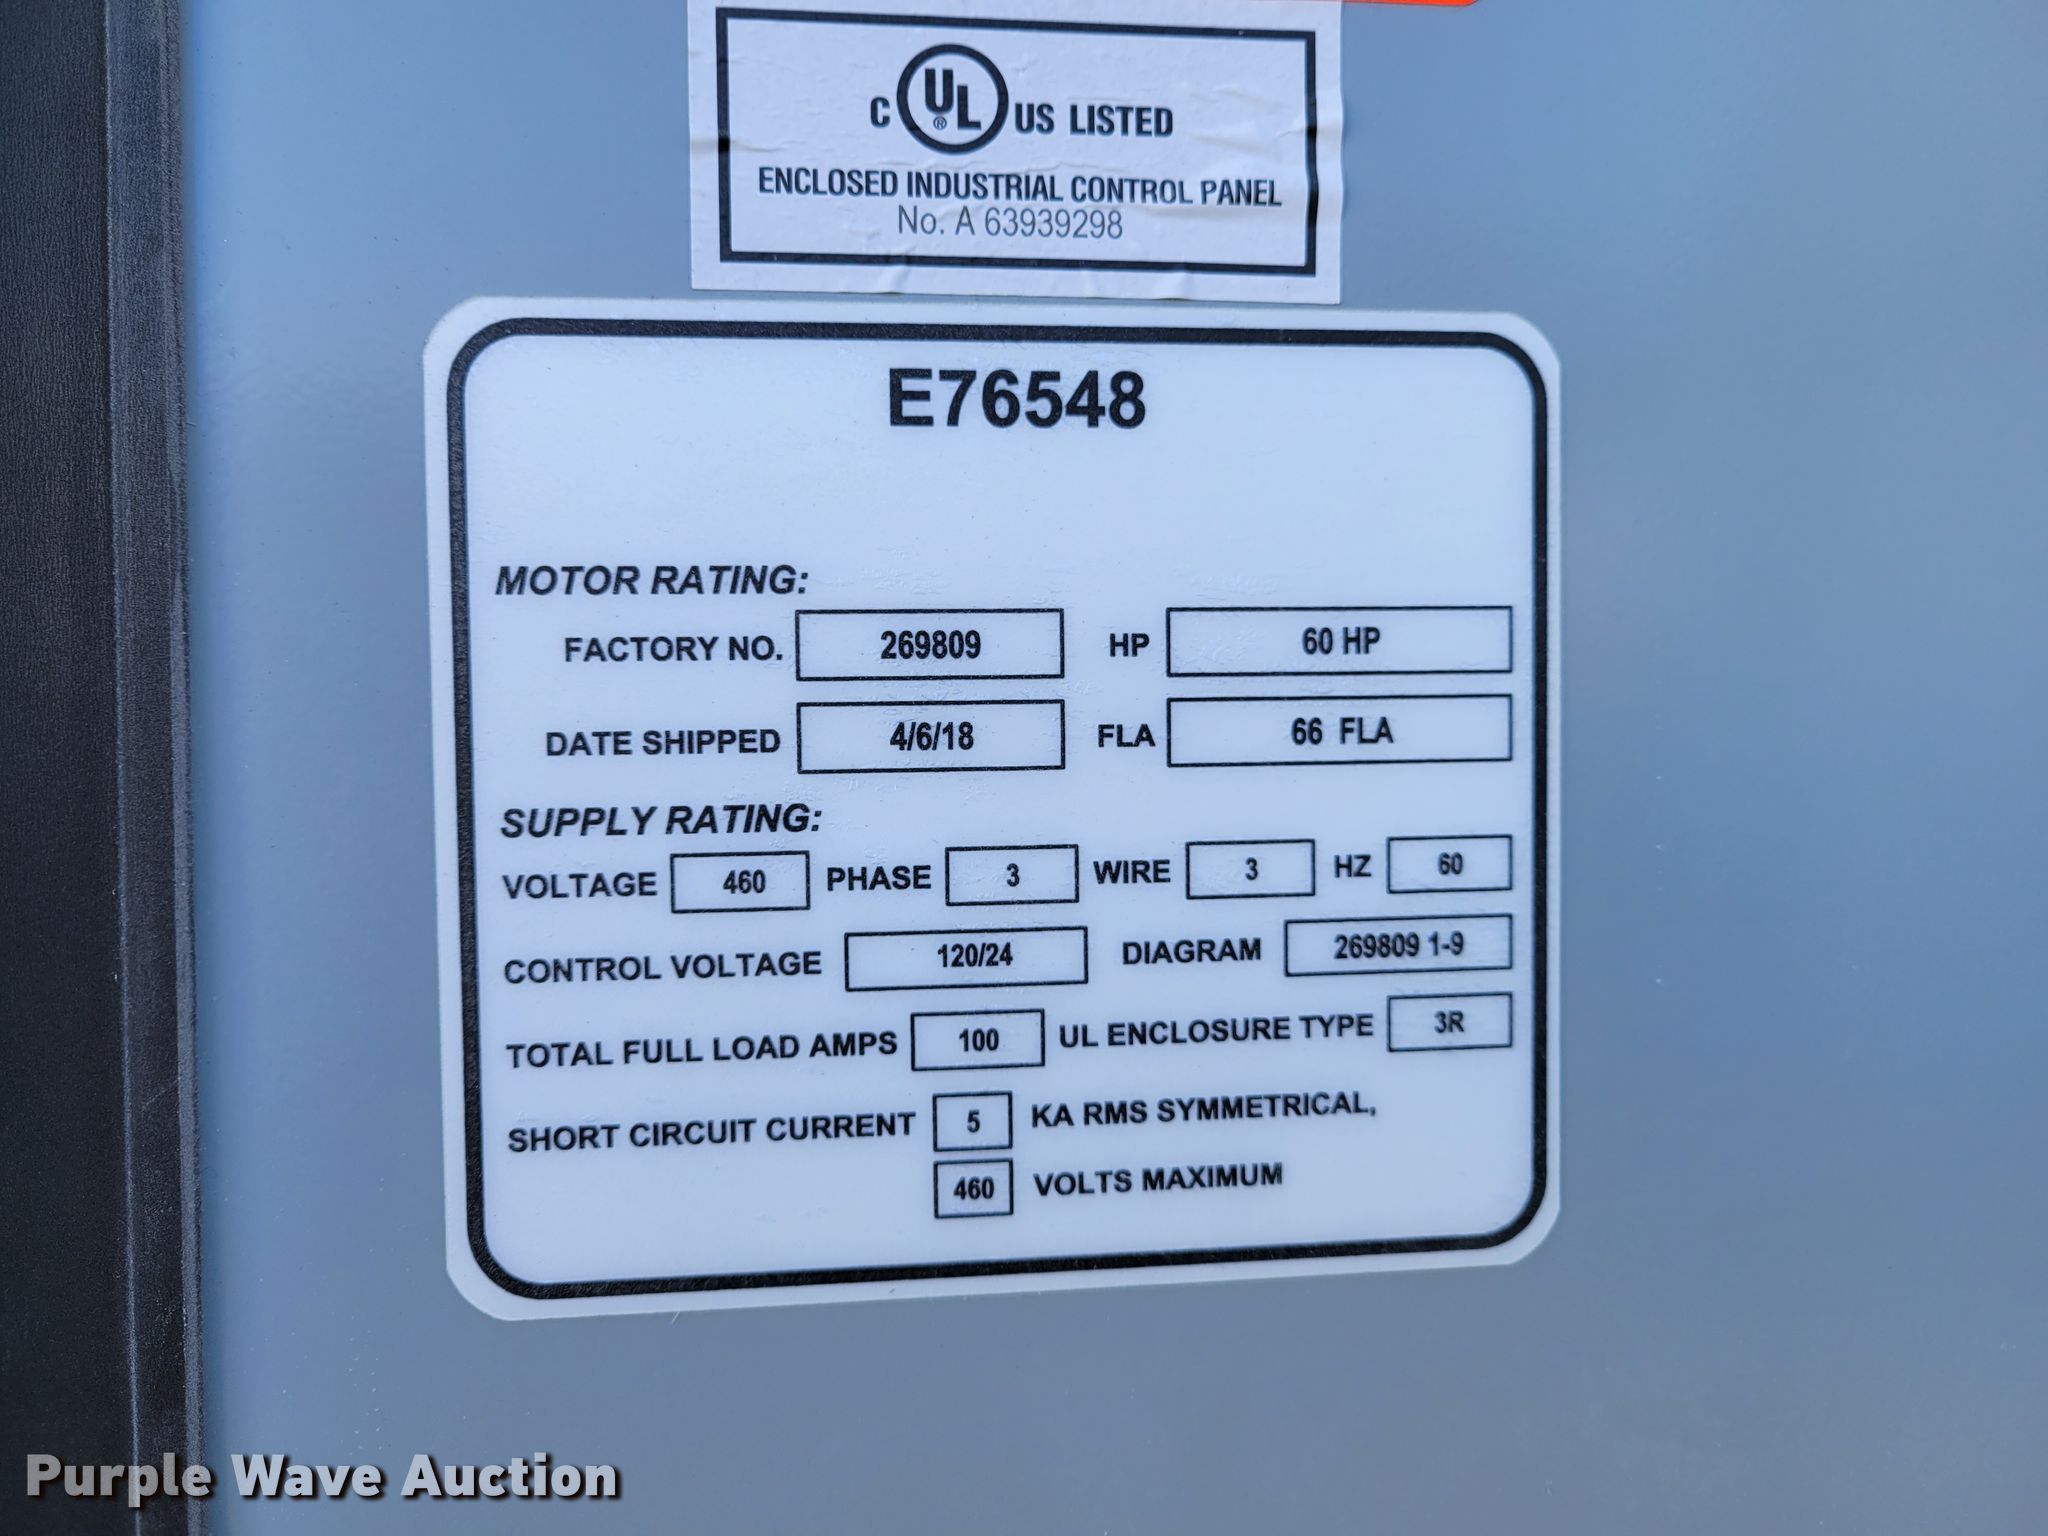 C UL ® US LISTED
ENCLOSED INDUSTRIAL CONTROL PANEL
No. A 63939298
E76548
MOTOR RATING:
FACTORY NO. 269809 HP 60 HP
DATE SHIPPED 4/6/18 FLA 66 FLA
SUPPLY RATING:
VOLTAGE 460 PHASE 3 WIRE 3 HZ 60
CONTROL VOLTAGE 120/24 DIAGRAM 269809 1-9
TOTAL FULL LOAD AMPS 100 UL ENCLOSURE TYPE 3R
SHORT CIRCUIT CURRENT 5 KA RMS SYMMETRICAL,
460 VOLTS MAXIMUM
Purple Wave Auction